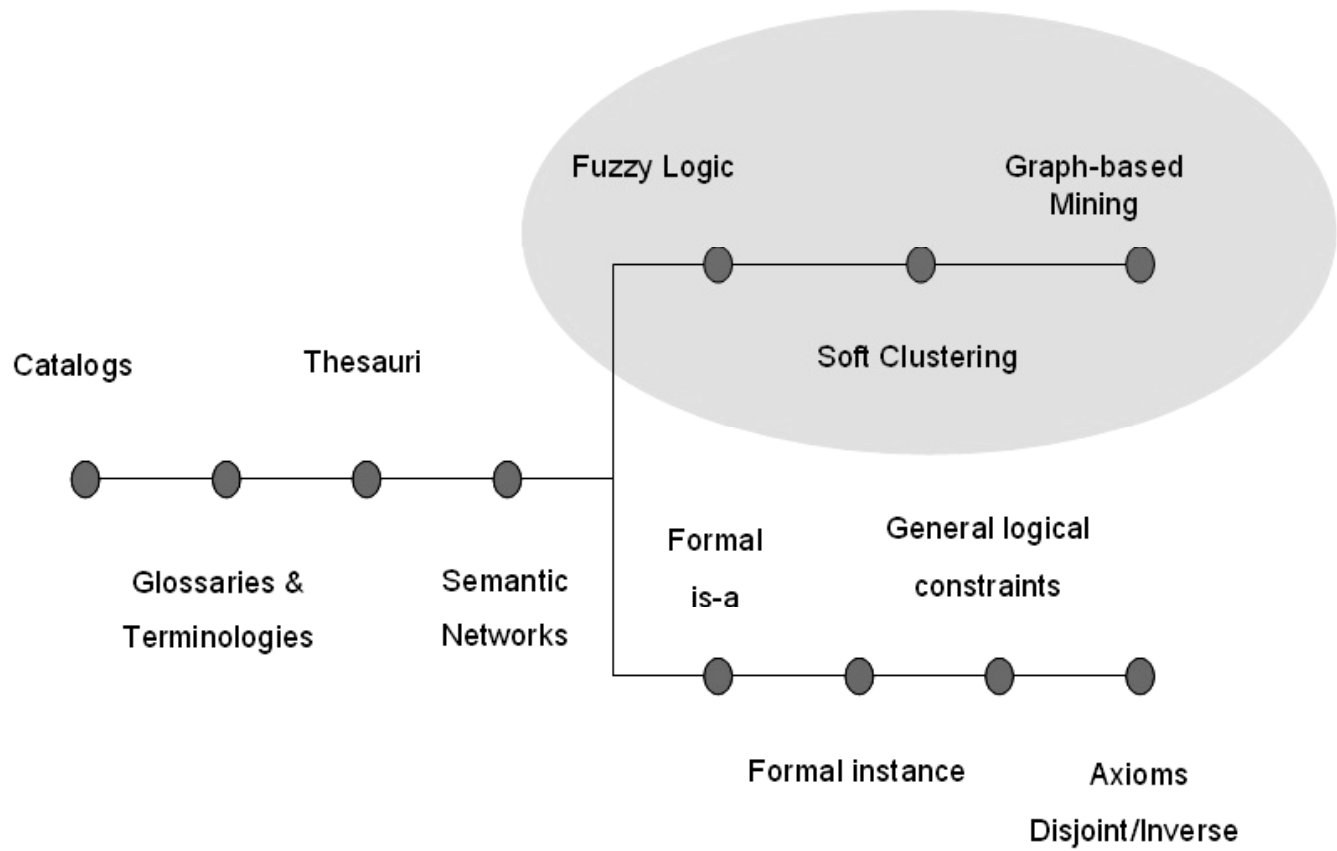 Fuzzy Logic
Graph-based
Mining
Soft Clustering
Catalogs
Thesauri
Glossaries &
Terminologies
Semantic
Networks
Formal
is-a
General logical
constraints
Formal instance
Axioms
Disjoint/Inverse